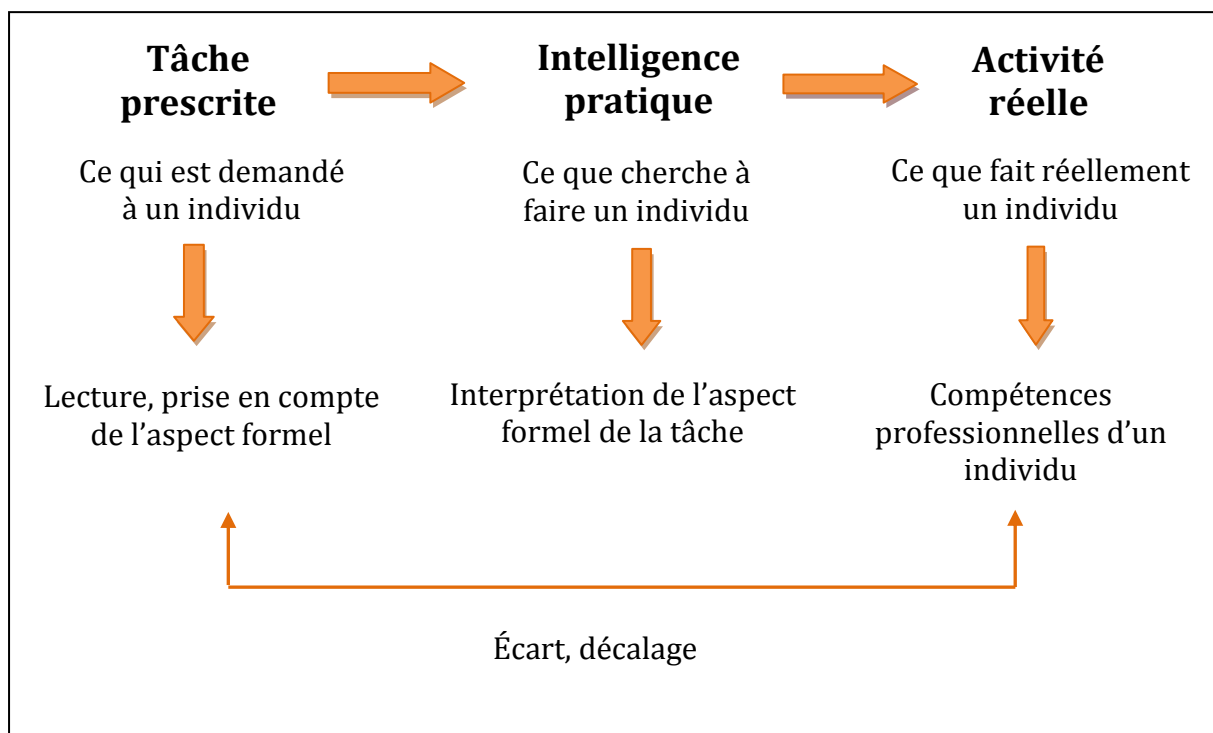 Tâche
prescrite
Intelligence
pratique
Activité
réelle
Ce qui est demandé
à un individu
Ce que cherche à
faire un individu
Ce que fait réellement
un individu
Lecture, prise en compte
de l’aspect formel
Interprétation de l’aspect
formel de la tâche
Compétences
professionnelles d’un
individu
Écart, décalage